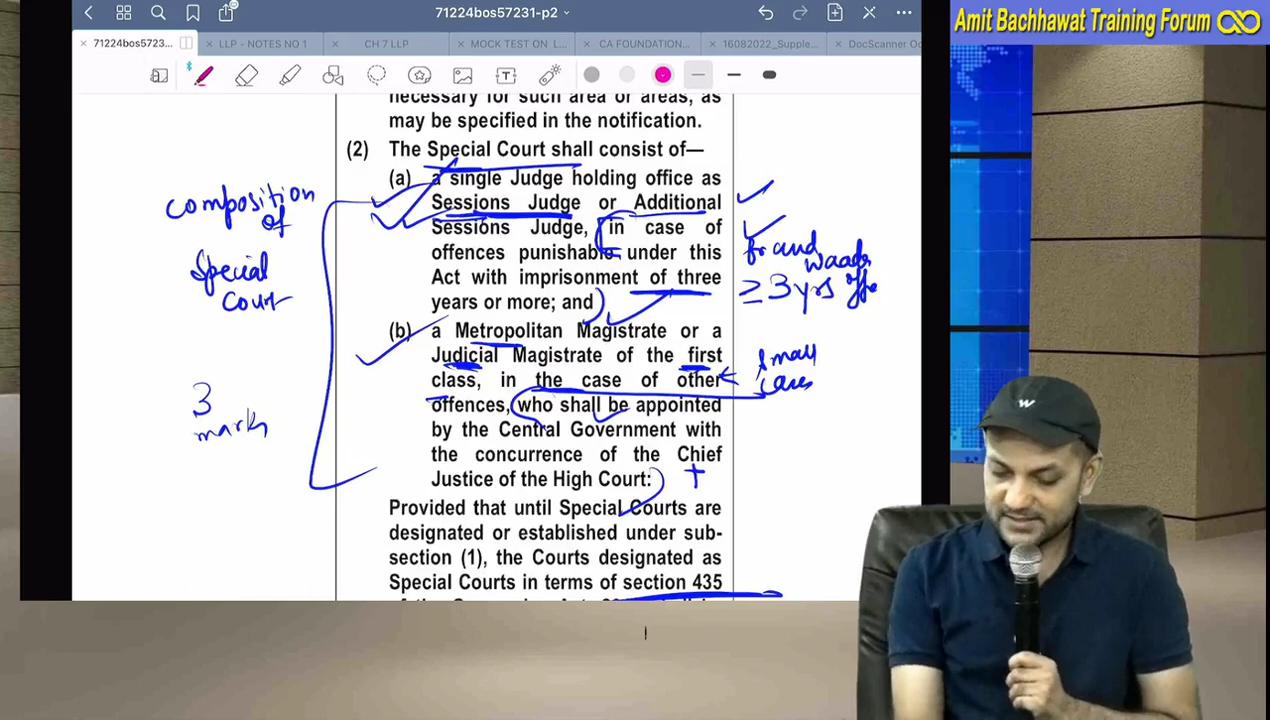 71224bos57231-p2
Amit Bachhawat Training Forum
71224bos5723...
LLP - NOTES NO 1
CH 7 LLP
MOCK TEST ON L...
CA FOUNDATION...
16082022_Supple...
DocScanner Oc
necessary for such area or areas, as
may be specified in the notification.
(2) The Special Court shall consist of—
(a) a single Judge holding office as
Sessions Judge or Additional
Sessions Judge, in case of
offences punishable under this
Act with imprisonment of three
years or more; and
(b) a Metropolitan Magistrate or a
Judicial Magistrate of the first
class, in the case of other
offences, who shall be appointed
by the Central Government with
the concurrence of the Chief
Justice of the High Court:
Provided that until Special Courts are
designated or established under sub-
section (1), the Courts designated as
Special Courts in terms of section 435
composition
of
Special
Court
3
marks
fraud
waade
≥ 3 yrs
small
cases
+
W